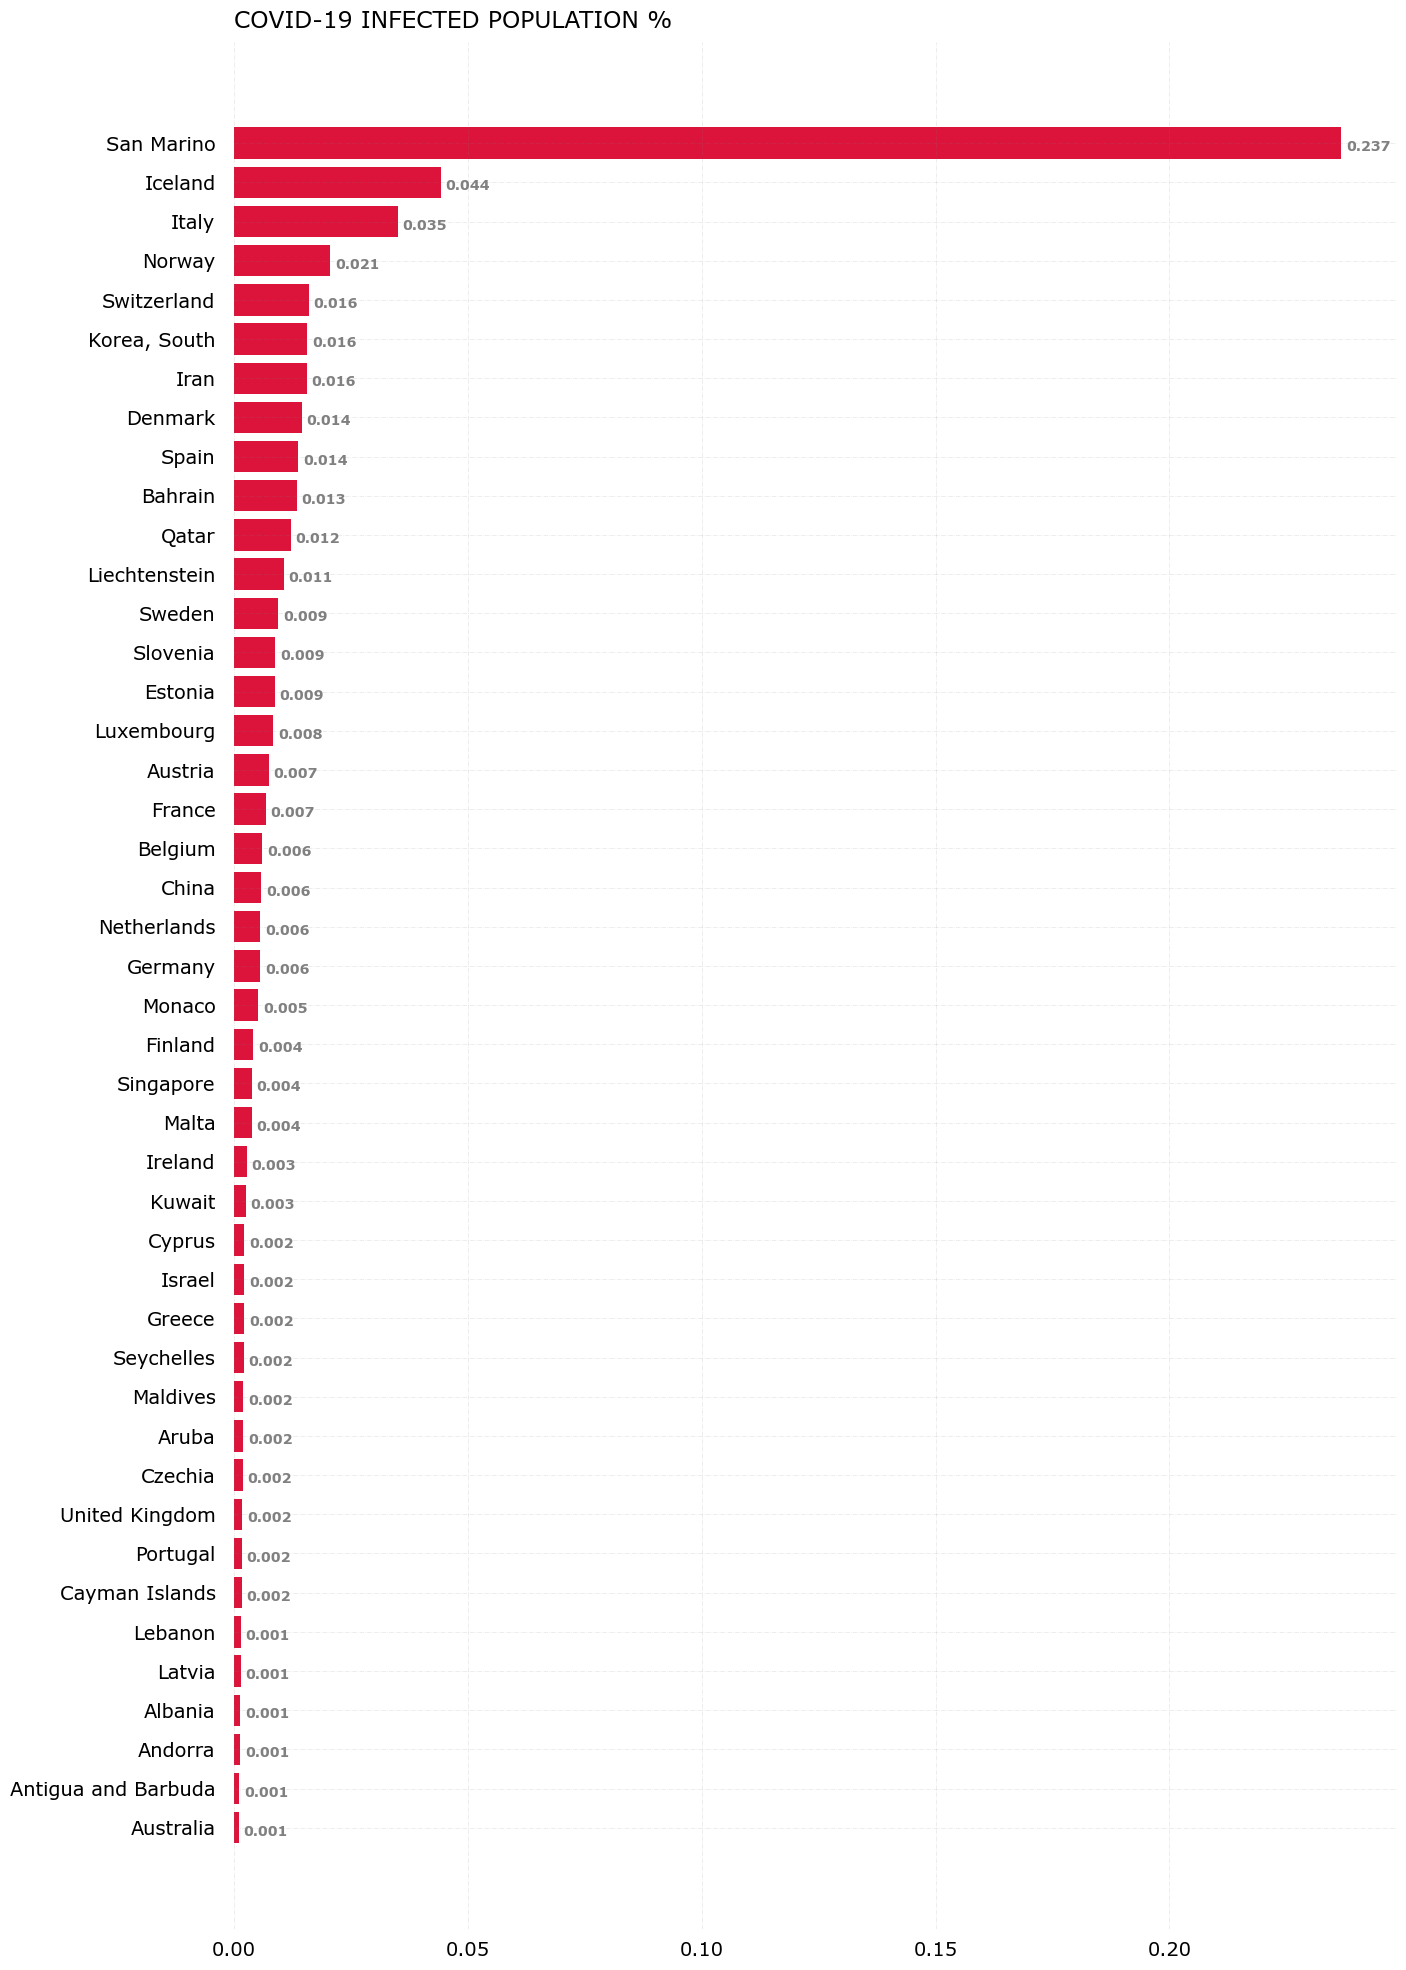 COVID-19 INFECTED POPULATION %
San Marino 0.237
Iceland 0.044
Italy 0.035
Norway 0.021
Switzerland 0.016
Korea, South 0.016
Iran 0.016
Denmark 0.014
Spain 0.014
Bahrain 0.013
Qatar 0.012
Liechtenstein 0.011
Sweden 0.009
Slovenia 0.009
Estonia 0.009
Luxembourg 0.008
Austria 0.007
France 0.007
Belgium 0.006
China 0.006
Netherlands 0.006
Germany 0.006
Monaco 0.005
Finland 0.004
Singapore 0.004
Malta 0.004
Ireland 0.003
Kuwait 0.003
Cyprus 0.002
Israel 0.002
Greece 0.002
Seychelles 0.002
Maldives 0.002
Aruba 0.002
Czechia 0.002
United Kingdom 0.002
Portugal 0.002
Cayman Islands 0.002
Lebanon 0.001
Latvia 0.001
Albania 0.001
Andorra 0.001
Antigua and Barbuda 0.001
Australia 0.001
0.00 0.05 0.10 0.15 0.20